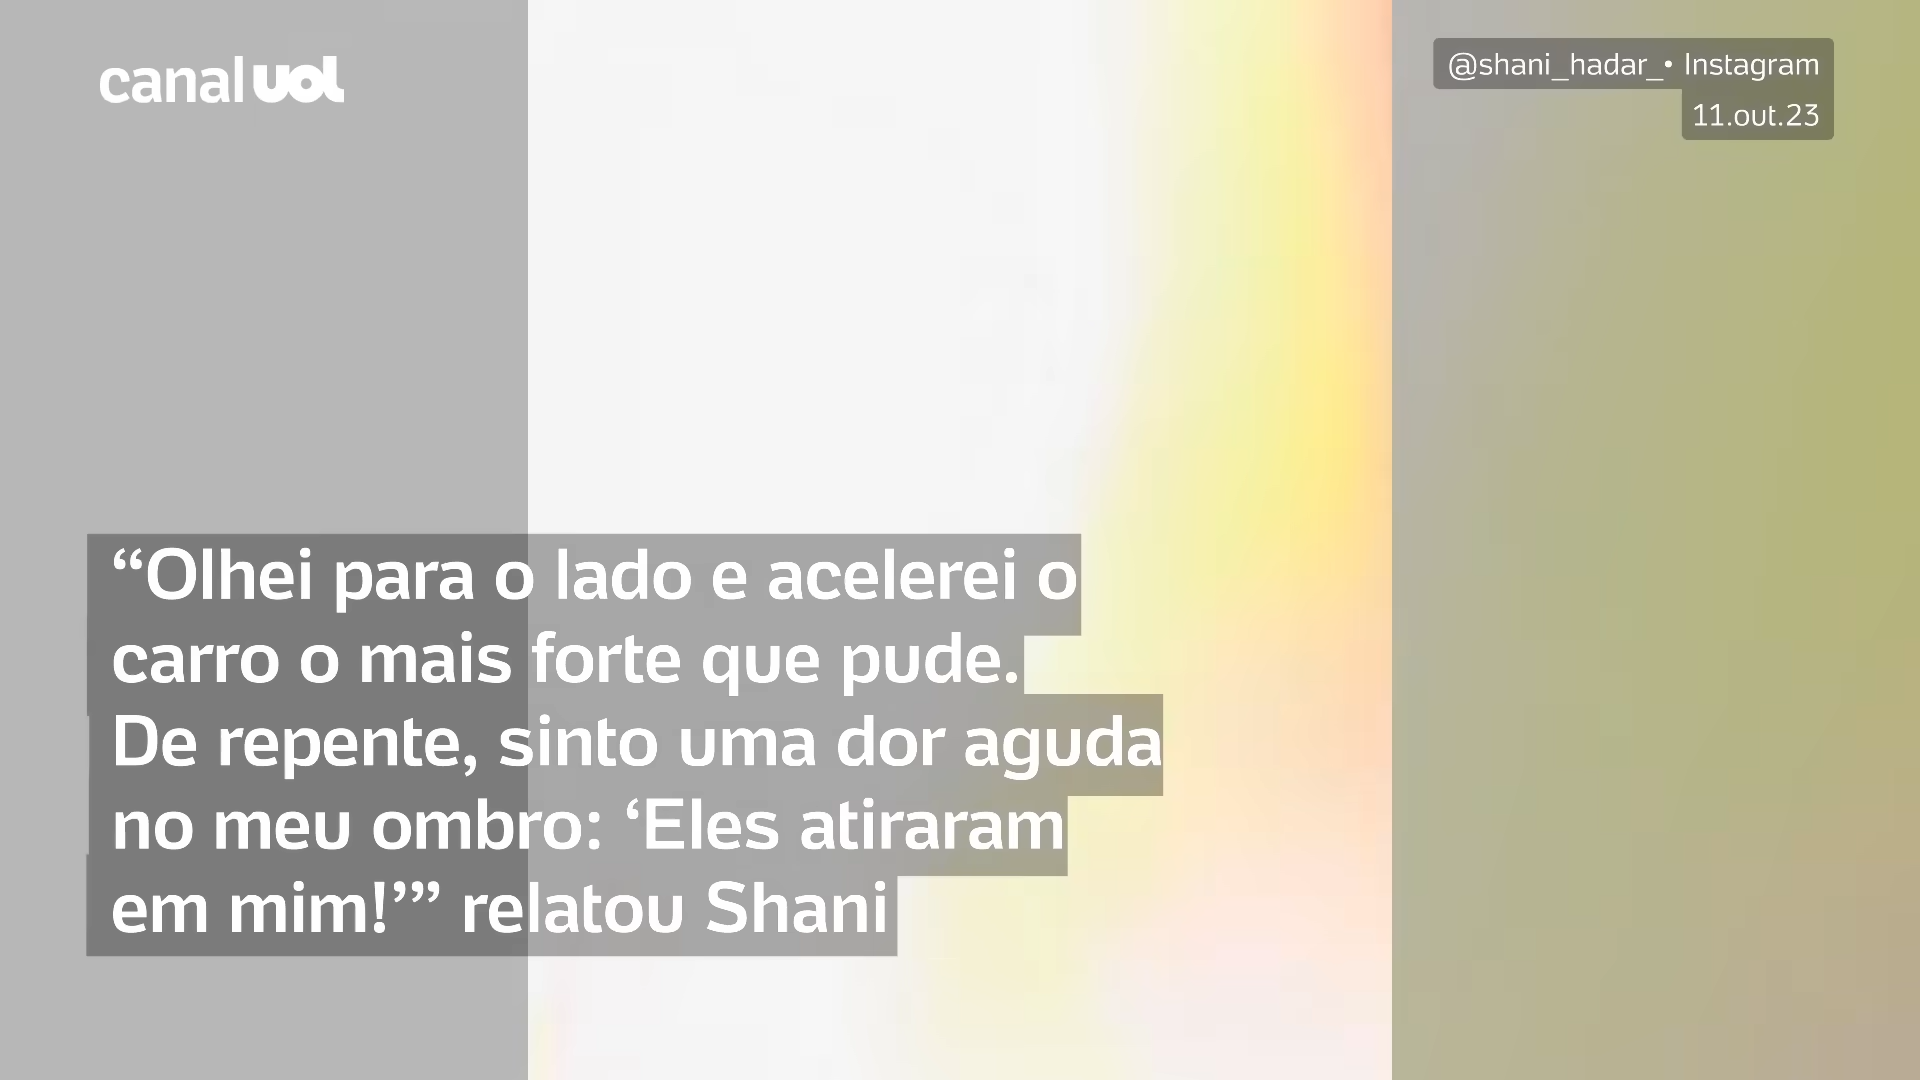 canal uol
@shani_hadar_• Instagram
11.out.23
“Olhei para o lado e acelerei o
carro o mais forte que pude.
De repente, sinto uma dor aguda
no meu ombro: ‘Eles atiraram
em mim!’” relatou Shani